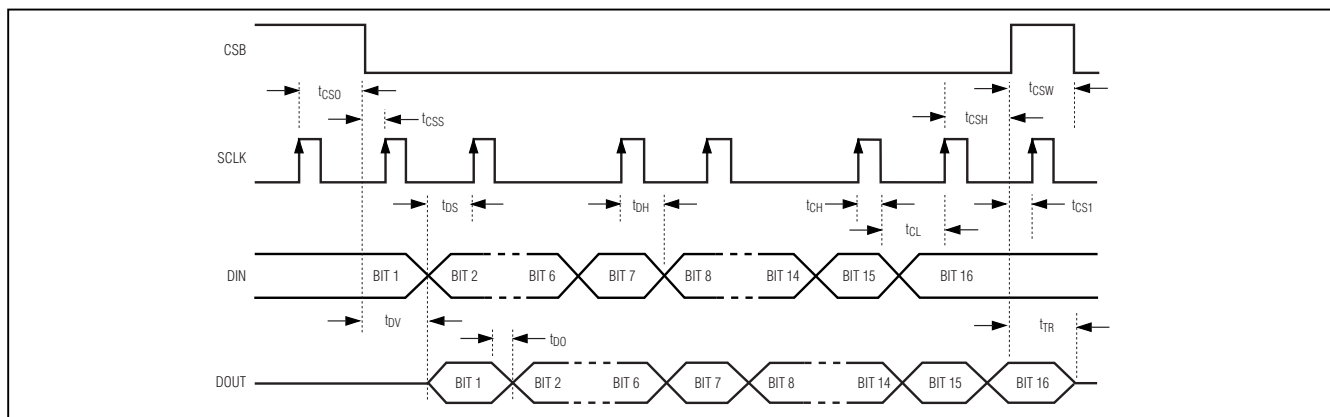 CSB
tCSO
tCSW
tCSS
tCSH
SCLK
tDS
tDH
tCH
tCS1
tCL
DIN
BIT 1
BIT 2
BIT 6
BIT 7
BIT 8
BIT 14
BIT 15
BIT 16
tDV
tTR
tDO
DOUT
BIT 1
BIT 2
BIT 6
BIT 7
BIT 8
BIT 14
BIT 15
BIT 16